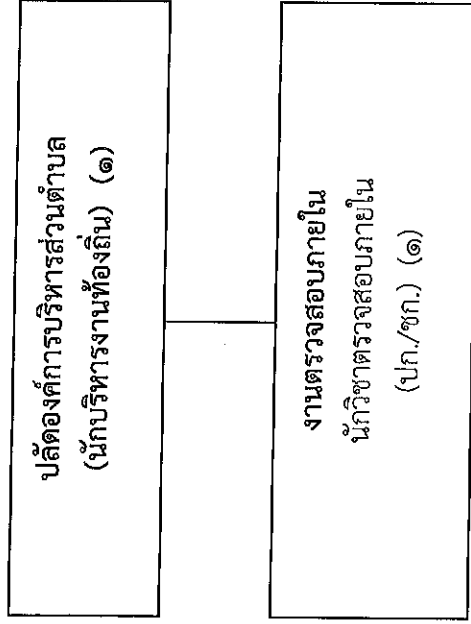 ปลัดองค์การบริหารส่วนตำบล
(นักบริหารงานท้องถิ่น) (๑)
งานตรวจสอบภายใน
นักวิชาตรวจสอบภายใน
(ปก./ชก.) (๑)